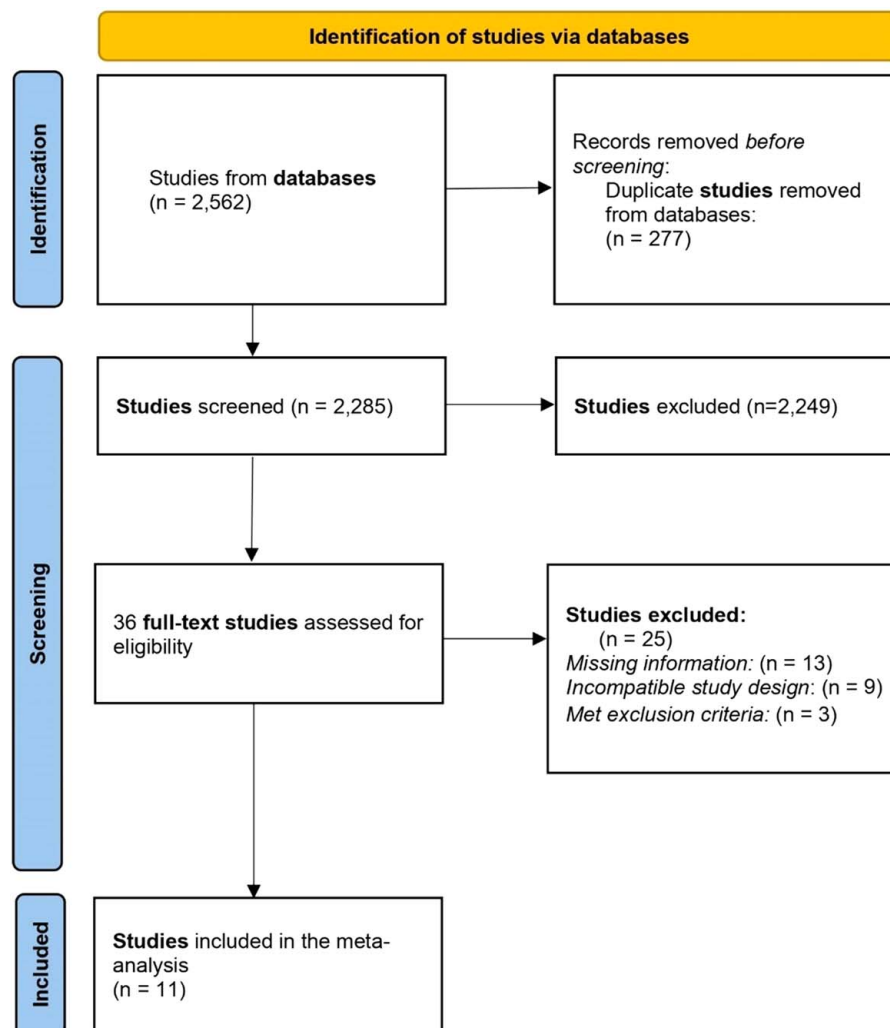 Identification of studies via databases
Identification
Studies from databases
(n = 2,562)
Records removed before
screening:
Duplicate studies removed
from databases:
(n = 277)
Screening
Studies screened (n = 2,285)
Studies excluded (n=2,249)
36 full-text studies assessed for
eligibility
Studies excluded:
(n = 25)
Missing information: (n = 13)
Incompatible study design: (n = 9)
Met exclusion criteria: (n = 3)
Included
Studies included in the meta-
analysis
(n = 11)